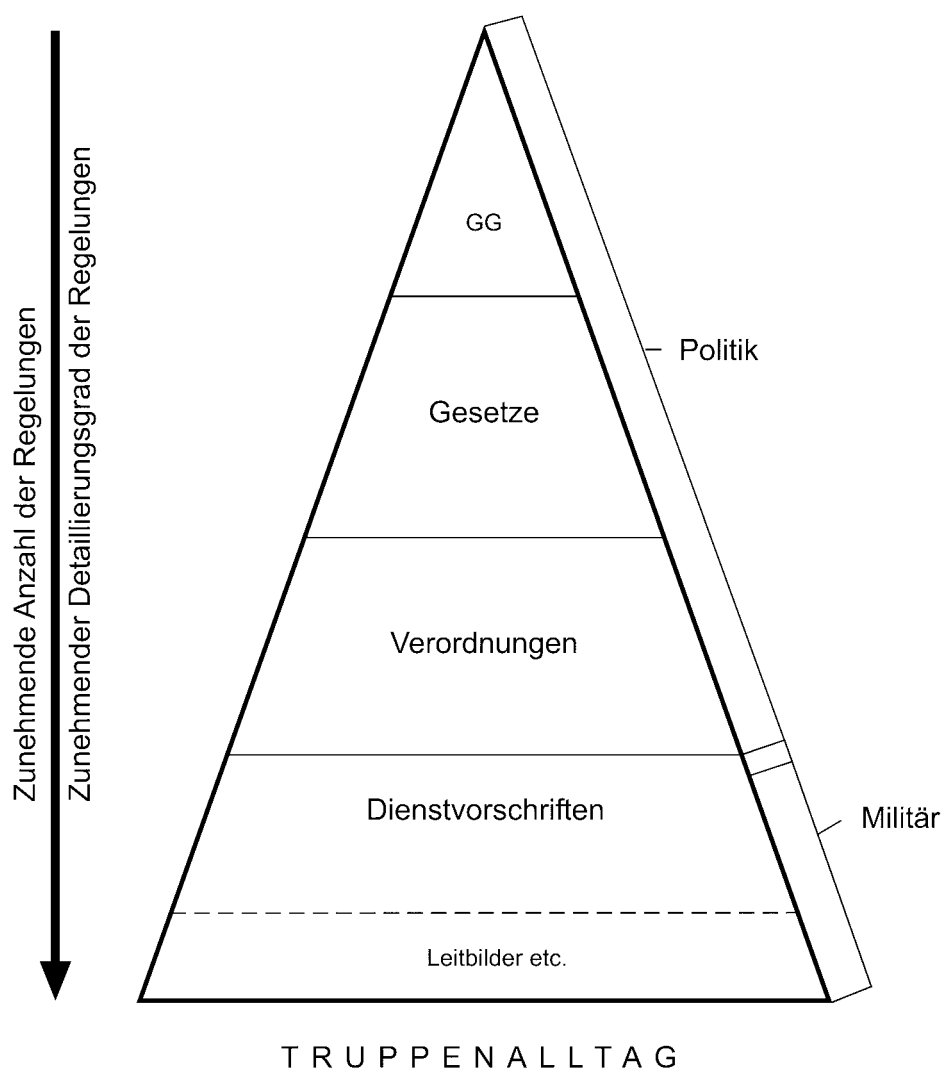 Zunehmende Anzahl der Regelungen
Zunehmender Detaillierungsgrad der Regelungen
GG
Politik
Gesetze
Verordnungen
Dienstvorschriften
Militär
Leitbilder etc.
TRUPPENALLTAG